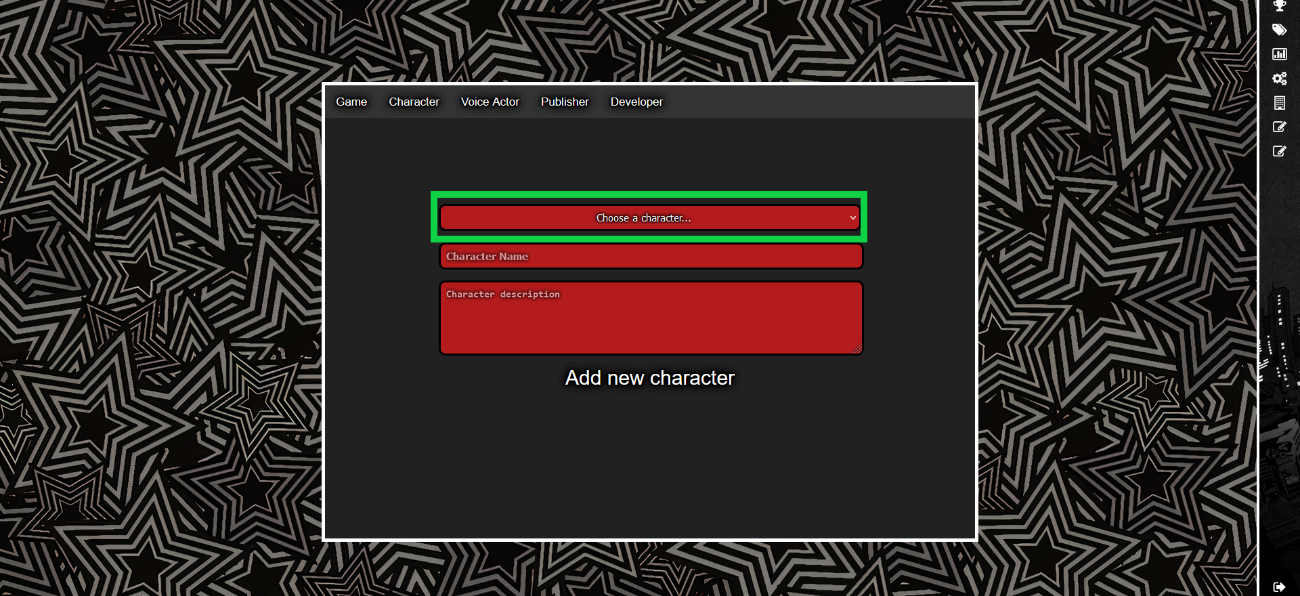 Game Character Voice Actor Publisher Developer
Choose a character...
Character Name
Character description
Add new character